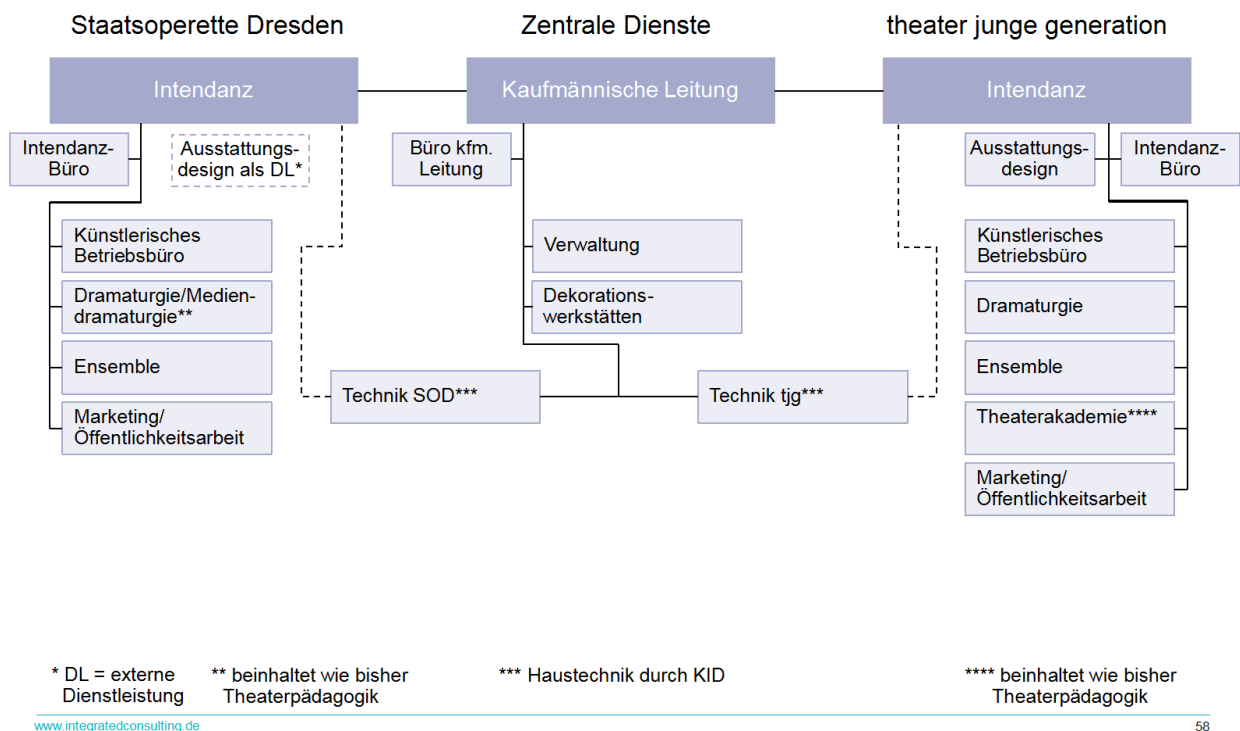 Staatsoperette Dresden
Zentrale Dienste
theater junge generation
Intendanz
Kaufmännische Leitung
Intendanz
Intendanz-
Büro
Ausstattungs-
design als DL*
Büro kfm.
Leitung
Ausstattungs-
design
Intendanz-
Büro
Künstlerisches
Betriebsbüro
Dramaturgie/Medien-
dramaturgie**
Ensemble
Marketing/
Öffentlichkeitsarbeit
Verwaltung
Dekorations-
werkstätten
Technik SOD***
Technik tjg***
Künstlerisches
Betriebsbüro
Dramaturgie
Ensemble
Theaterakademie****
Marketing/
Öffentlichkeitsarbeit
* DL = externe
Dienstleistung
** beinhaltet wie bisher
Theaterpädagogik
*** Haustechnik durch KID
**** beinhaltet wie bisher
Theaterpädagogik
www.integratedconsulting.de
58